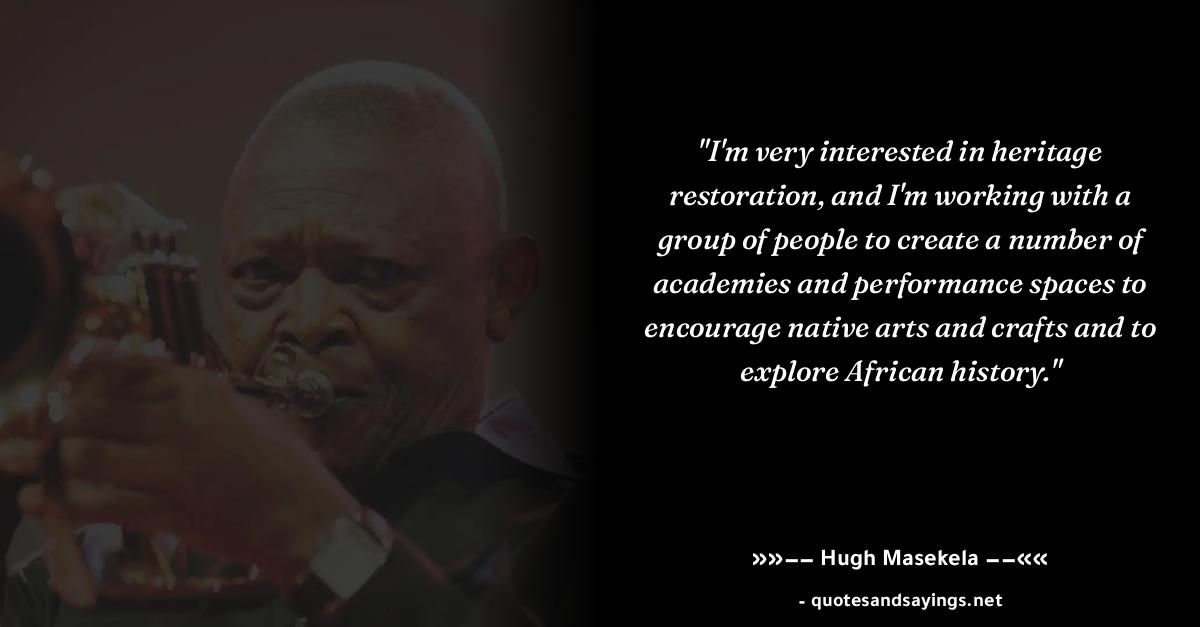 "I'm very interested in heritage
restoration, and I'm working with a
group of people to create a number of
academies and performance spaces to
encourage native arts and crafts and to
explore African history."
»»–– Hugh Masekela ––««
- quotesandsayings.net